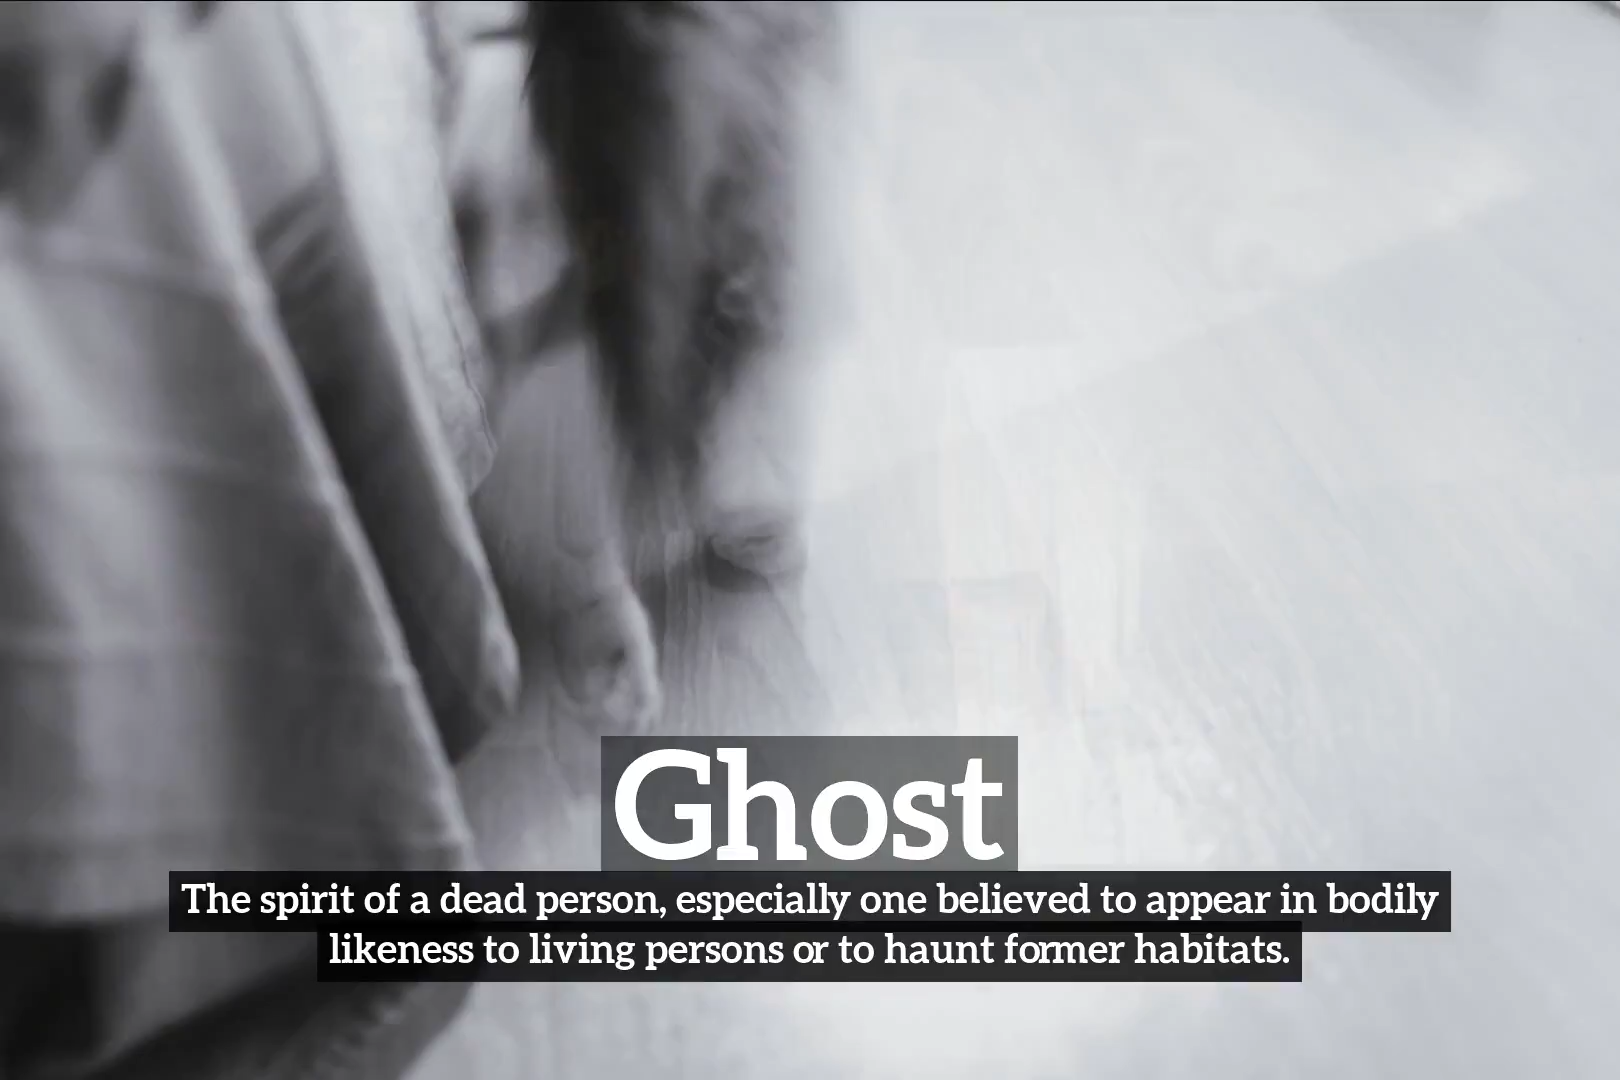 Ghost
The spirit of a dead person, especially one believed to appear in bodily
likeness to living persons or to haunt former habitats.